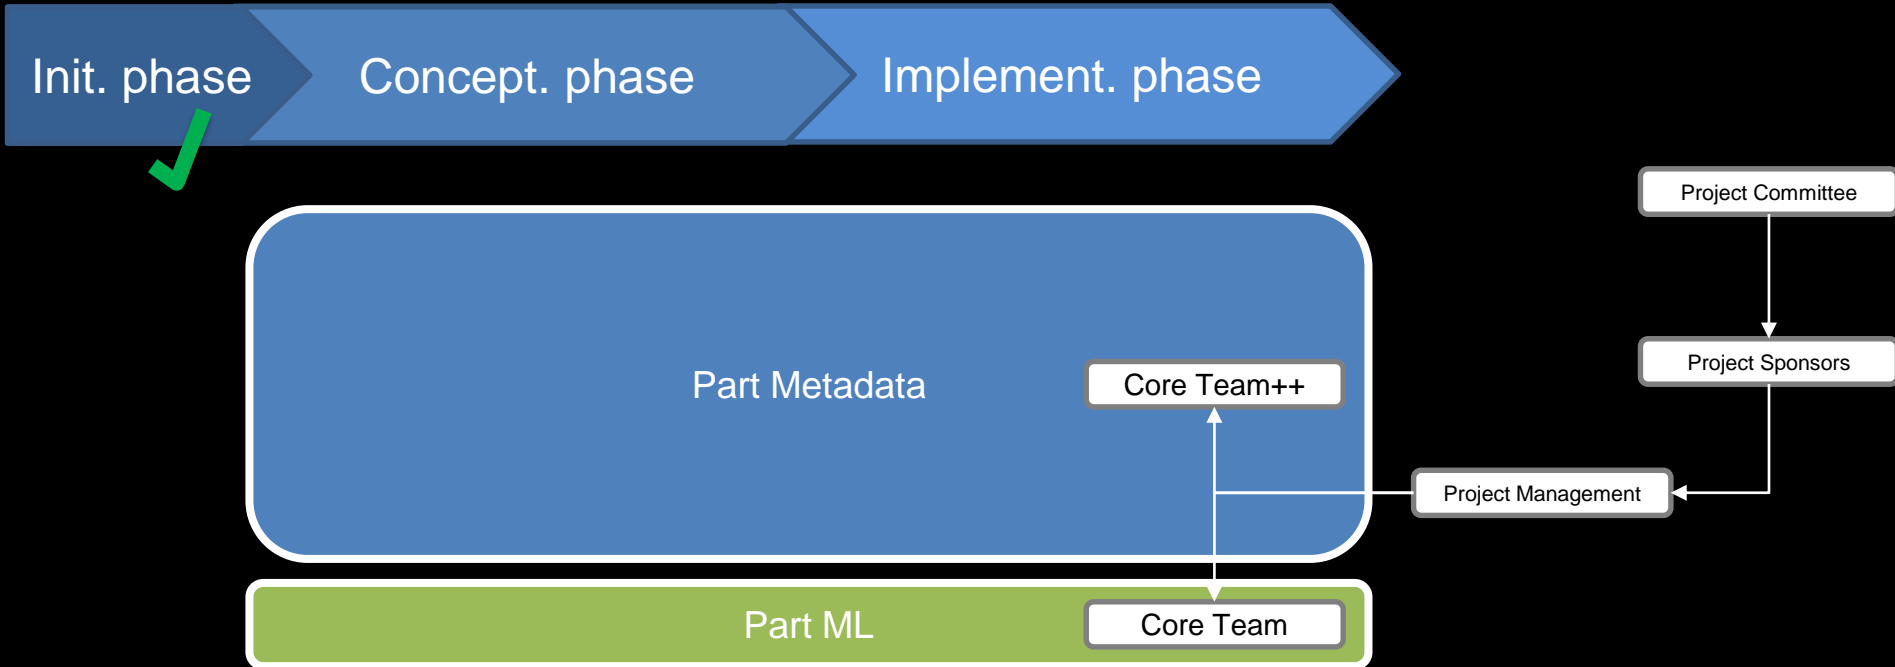 Init. phase
Concept. phase
Implement. phase
Project Committee
Project Sponsors
Part Metadata
Core Team++
Project Management
Part ML
Core Team